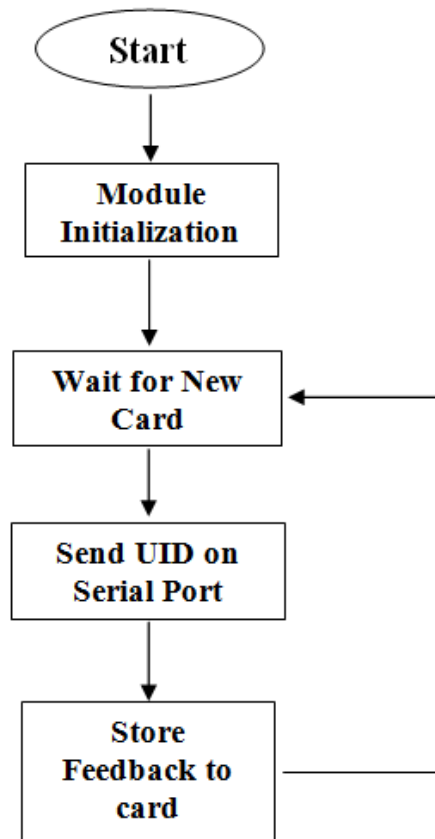 Start
Module
Initialization
Wait for New
Card
Send UID on
Serial Port
Store
Feedback to
card